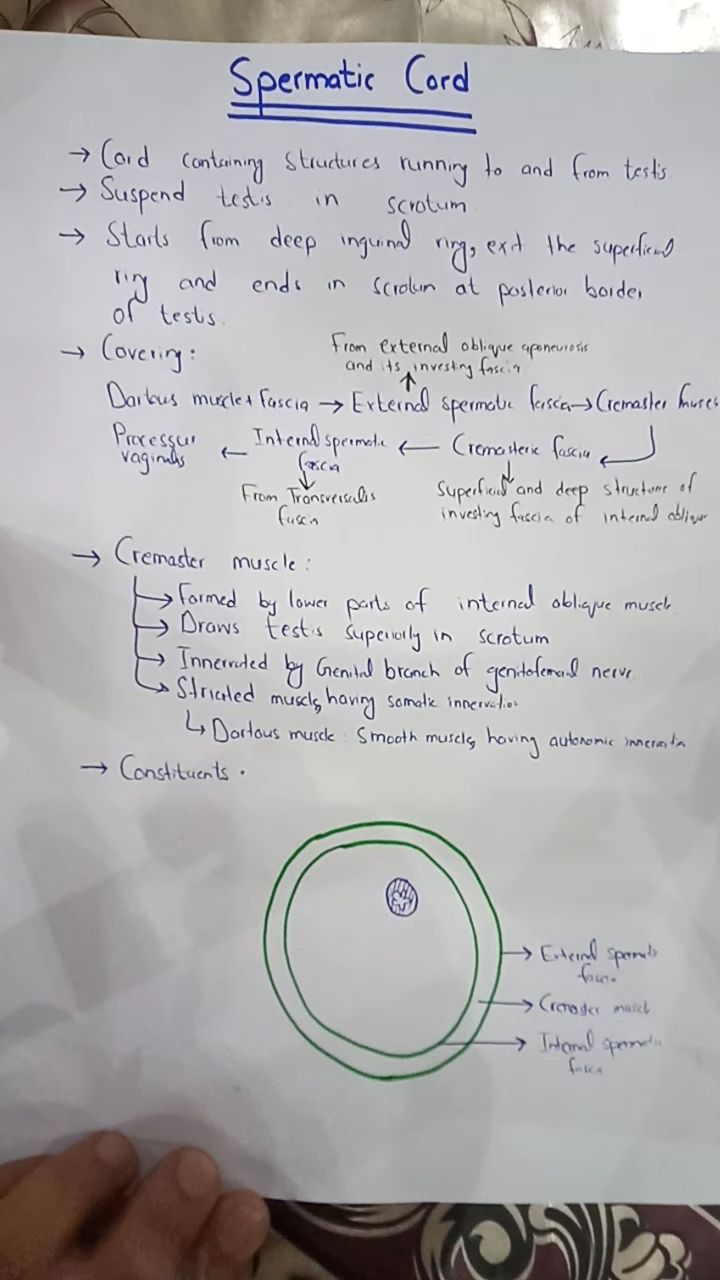 Spermatic Cord
→ Cord containing structures running to and from testis.
→ Suspend testis in scrotum
→ Starts from deep inguinal ring, exit the superficial
ring and ends in scrotum at posterior border
of testis.
→ Covering:
From external oblique aponeurosis
and its investing fascia
Dartous muscle + Fascia → External spermatic fascia → Cremaster
Processus vaginalis ← Internal spermatic fascia ← Cremasteric fascia
From Transversalis
fascia
Superficial and deep structure of
investing fascia of internal oblique
→ Cremaster muscle:
→ Formed by lower parts of internal oblique muscle
→ Draws testis superiorly in scrotum
→ Innervated by Genital branch of genitofemoral nerve
→ Striated muscle, having somatic innervation
↳ Dartous muscle: Smooth muscle, having autonomic innervation
→ Constituents.
→ External spermatic
fascia
→ Cremaster muscle
→ Internal spermatic
fascia